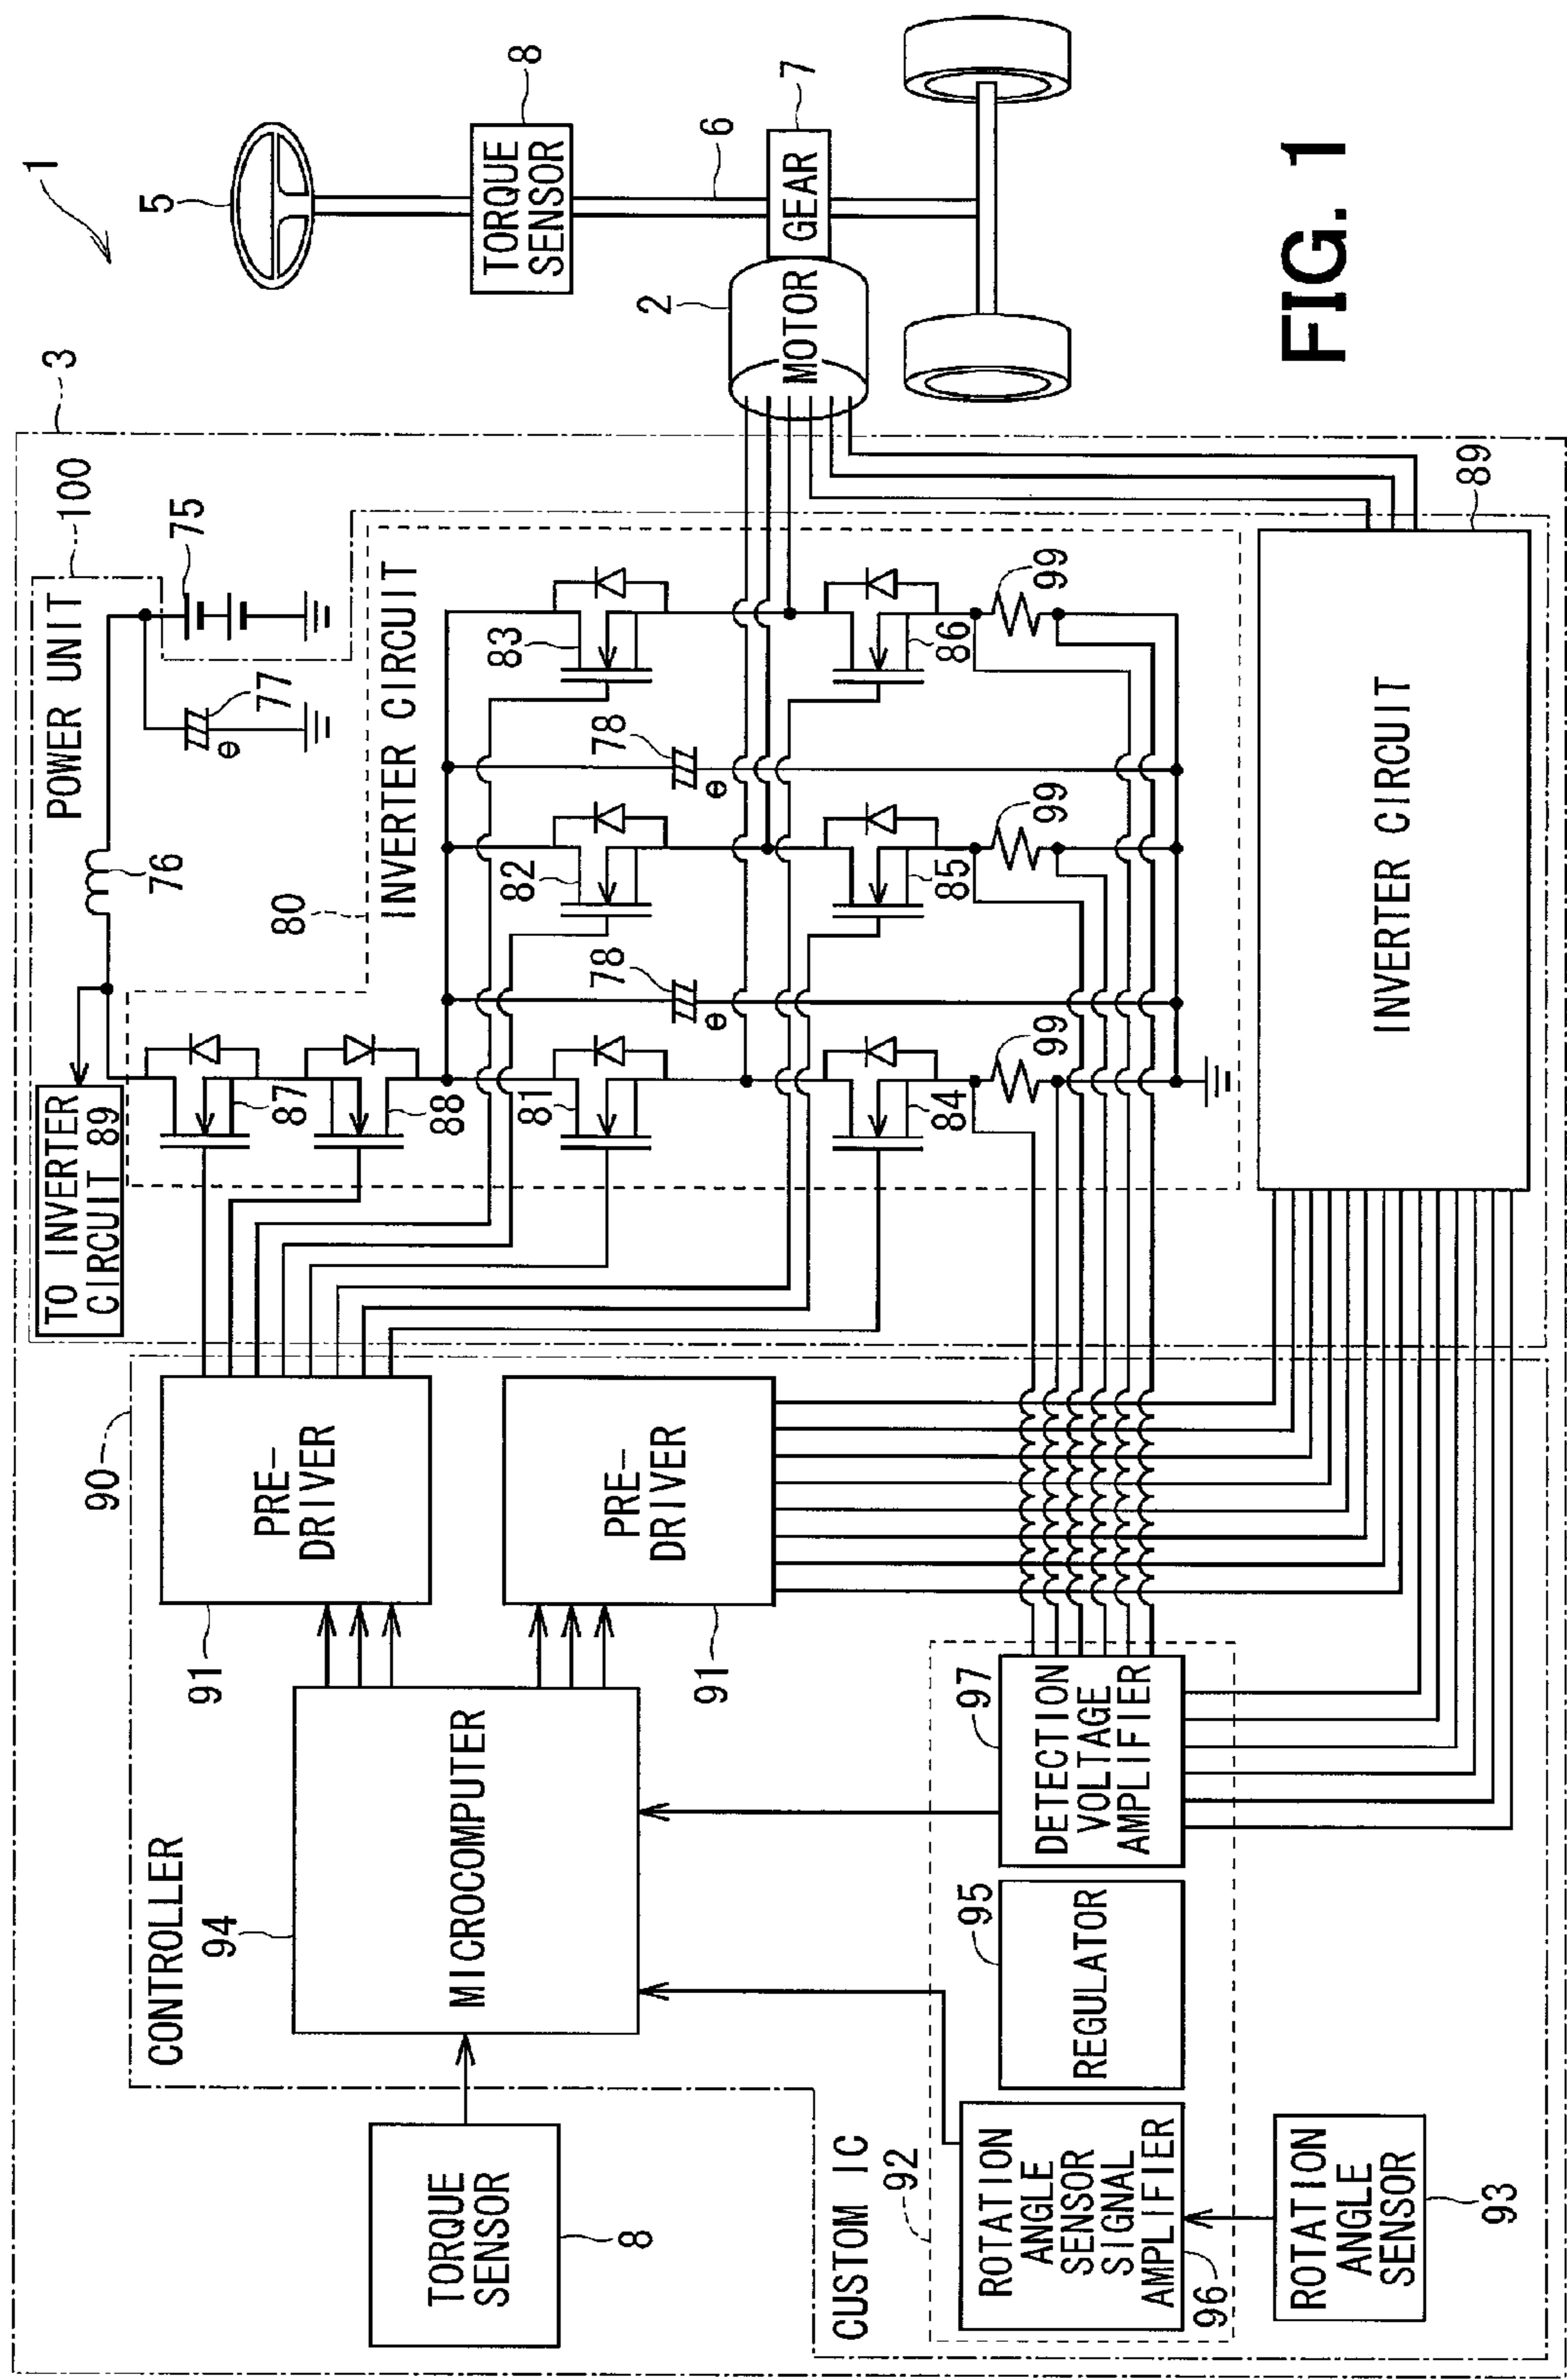 1
5
8
TORQUE
SENSOR
6
7
GEAR
2
MOTOR
FIG. 1
3
100
POWER UNIT
75
77
⊖
76
TO INVERTER
CIRCUIT 89
80
INVERTER CIRCUIT
87
88
81
82
83
78
⊖
78
⊖
84
85
86
99
99
99
INVERTER CIRCUIT
89
90
CONTROLLER
PRE-
DRIVER
91
PRE-
DRIVER
91
94
MICROCOMPUTER
TORQUE
SENSOR
8
CUSTOM IC
92
97
DETECTION
VOLTAGE
AMPLIFIER
95
REGULATOR
ROTATION
ANGLE
SENSOR
SIGNAL
AMPLIFIER
96
ROTATION
ANGLE
SENSOR
93